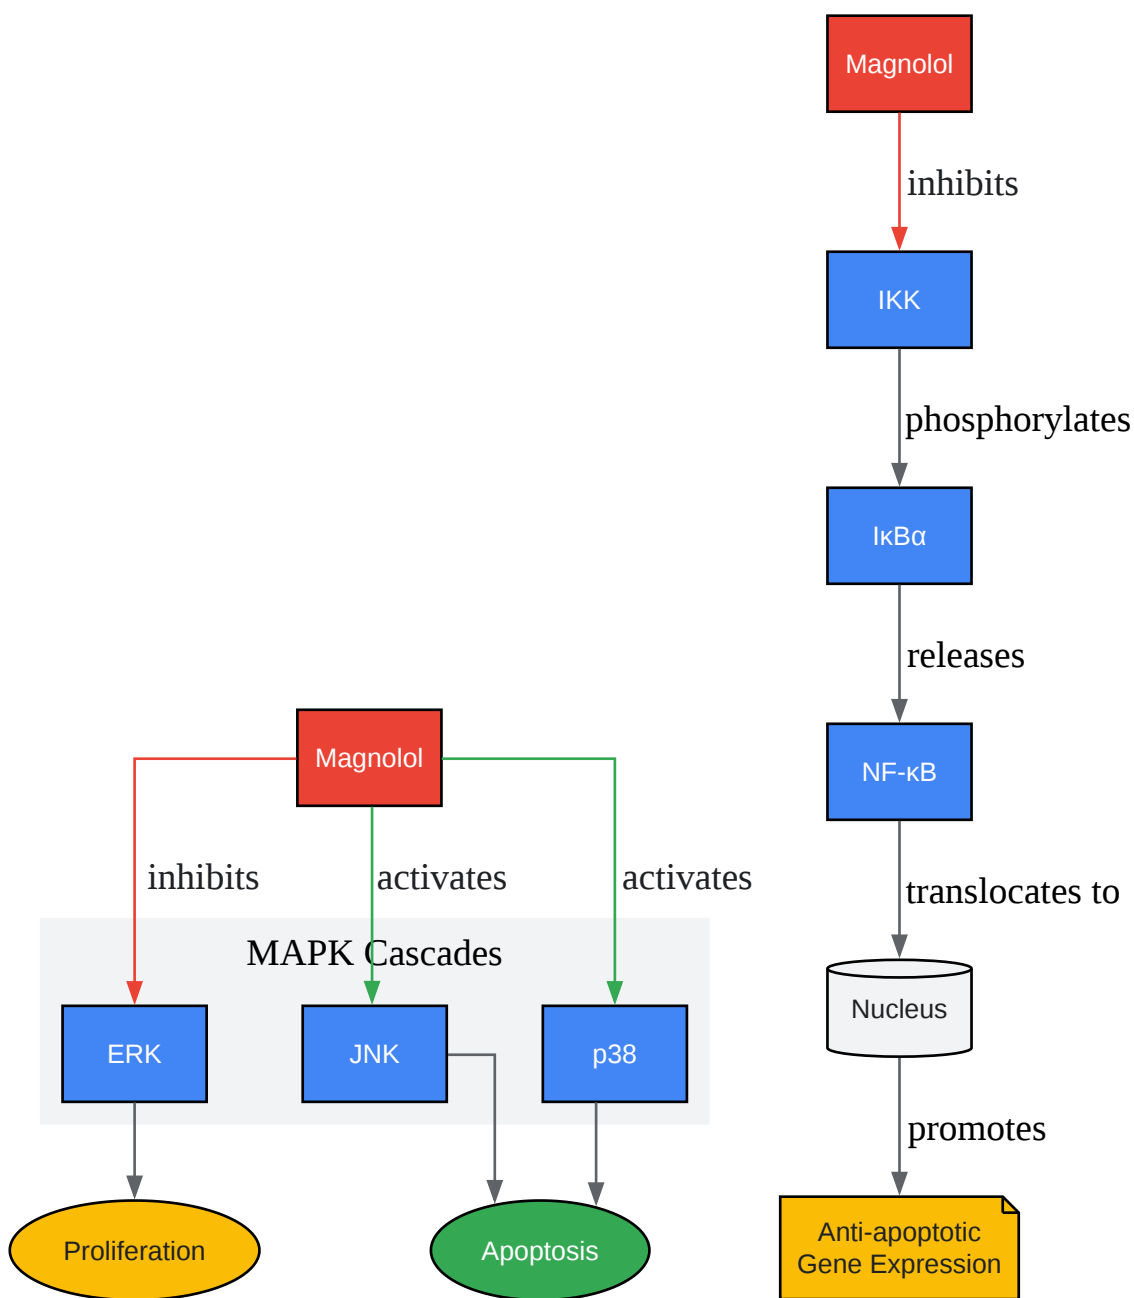 Magnolol
inhibits
IKK
phosphorylates
IκBα
releases
NF-κB
translocates to
Nucleus
promotes
Anti-apoptotic
Gene Expression
Magnolol
inhibits
activates
activates
MAPK Cascades
ERK
JNK
p38
Proliferation
Apoptosis